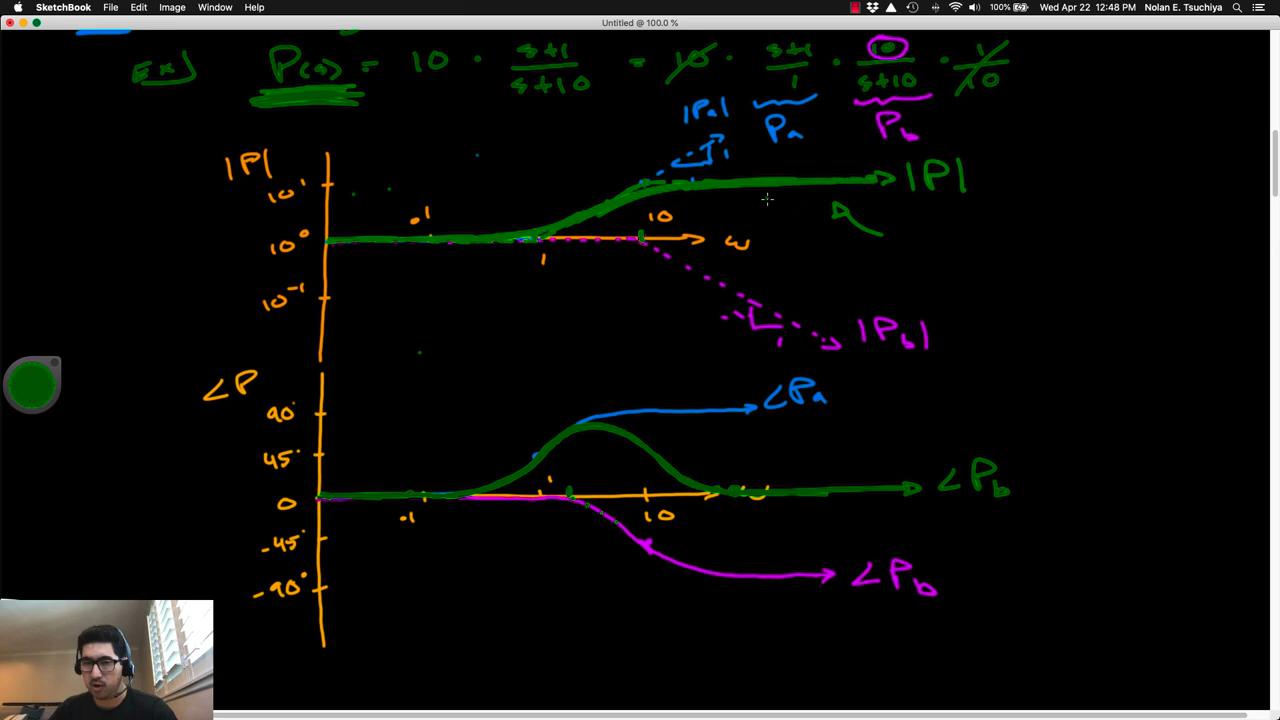 SketchBook File Edit Image Window Help 100% Wed Apr 22 12:48 PM Nolan E. Tsuchiya
Untitled @ 100.0 %
Ex) P(s) = 10 · s+1/s+10 = 10 · s+1/1 · 10/s+10 · 1/10
|Pa| Pa Pb
1
|P| 10¹ |P|
.1 10
10⁰ ω
1
10⁻¹
|Pb|
1
∠P
90° ∠Pa
45°
1
0 ∠Pb
.1 10
-45°
-90° ∠Pb